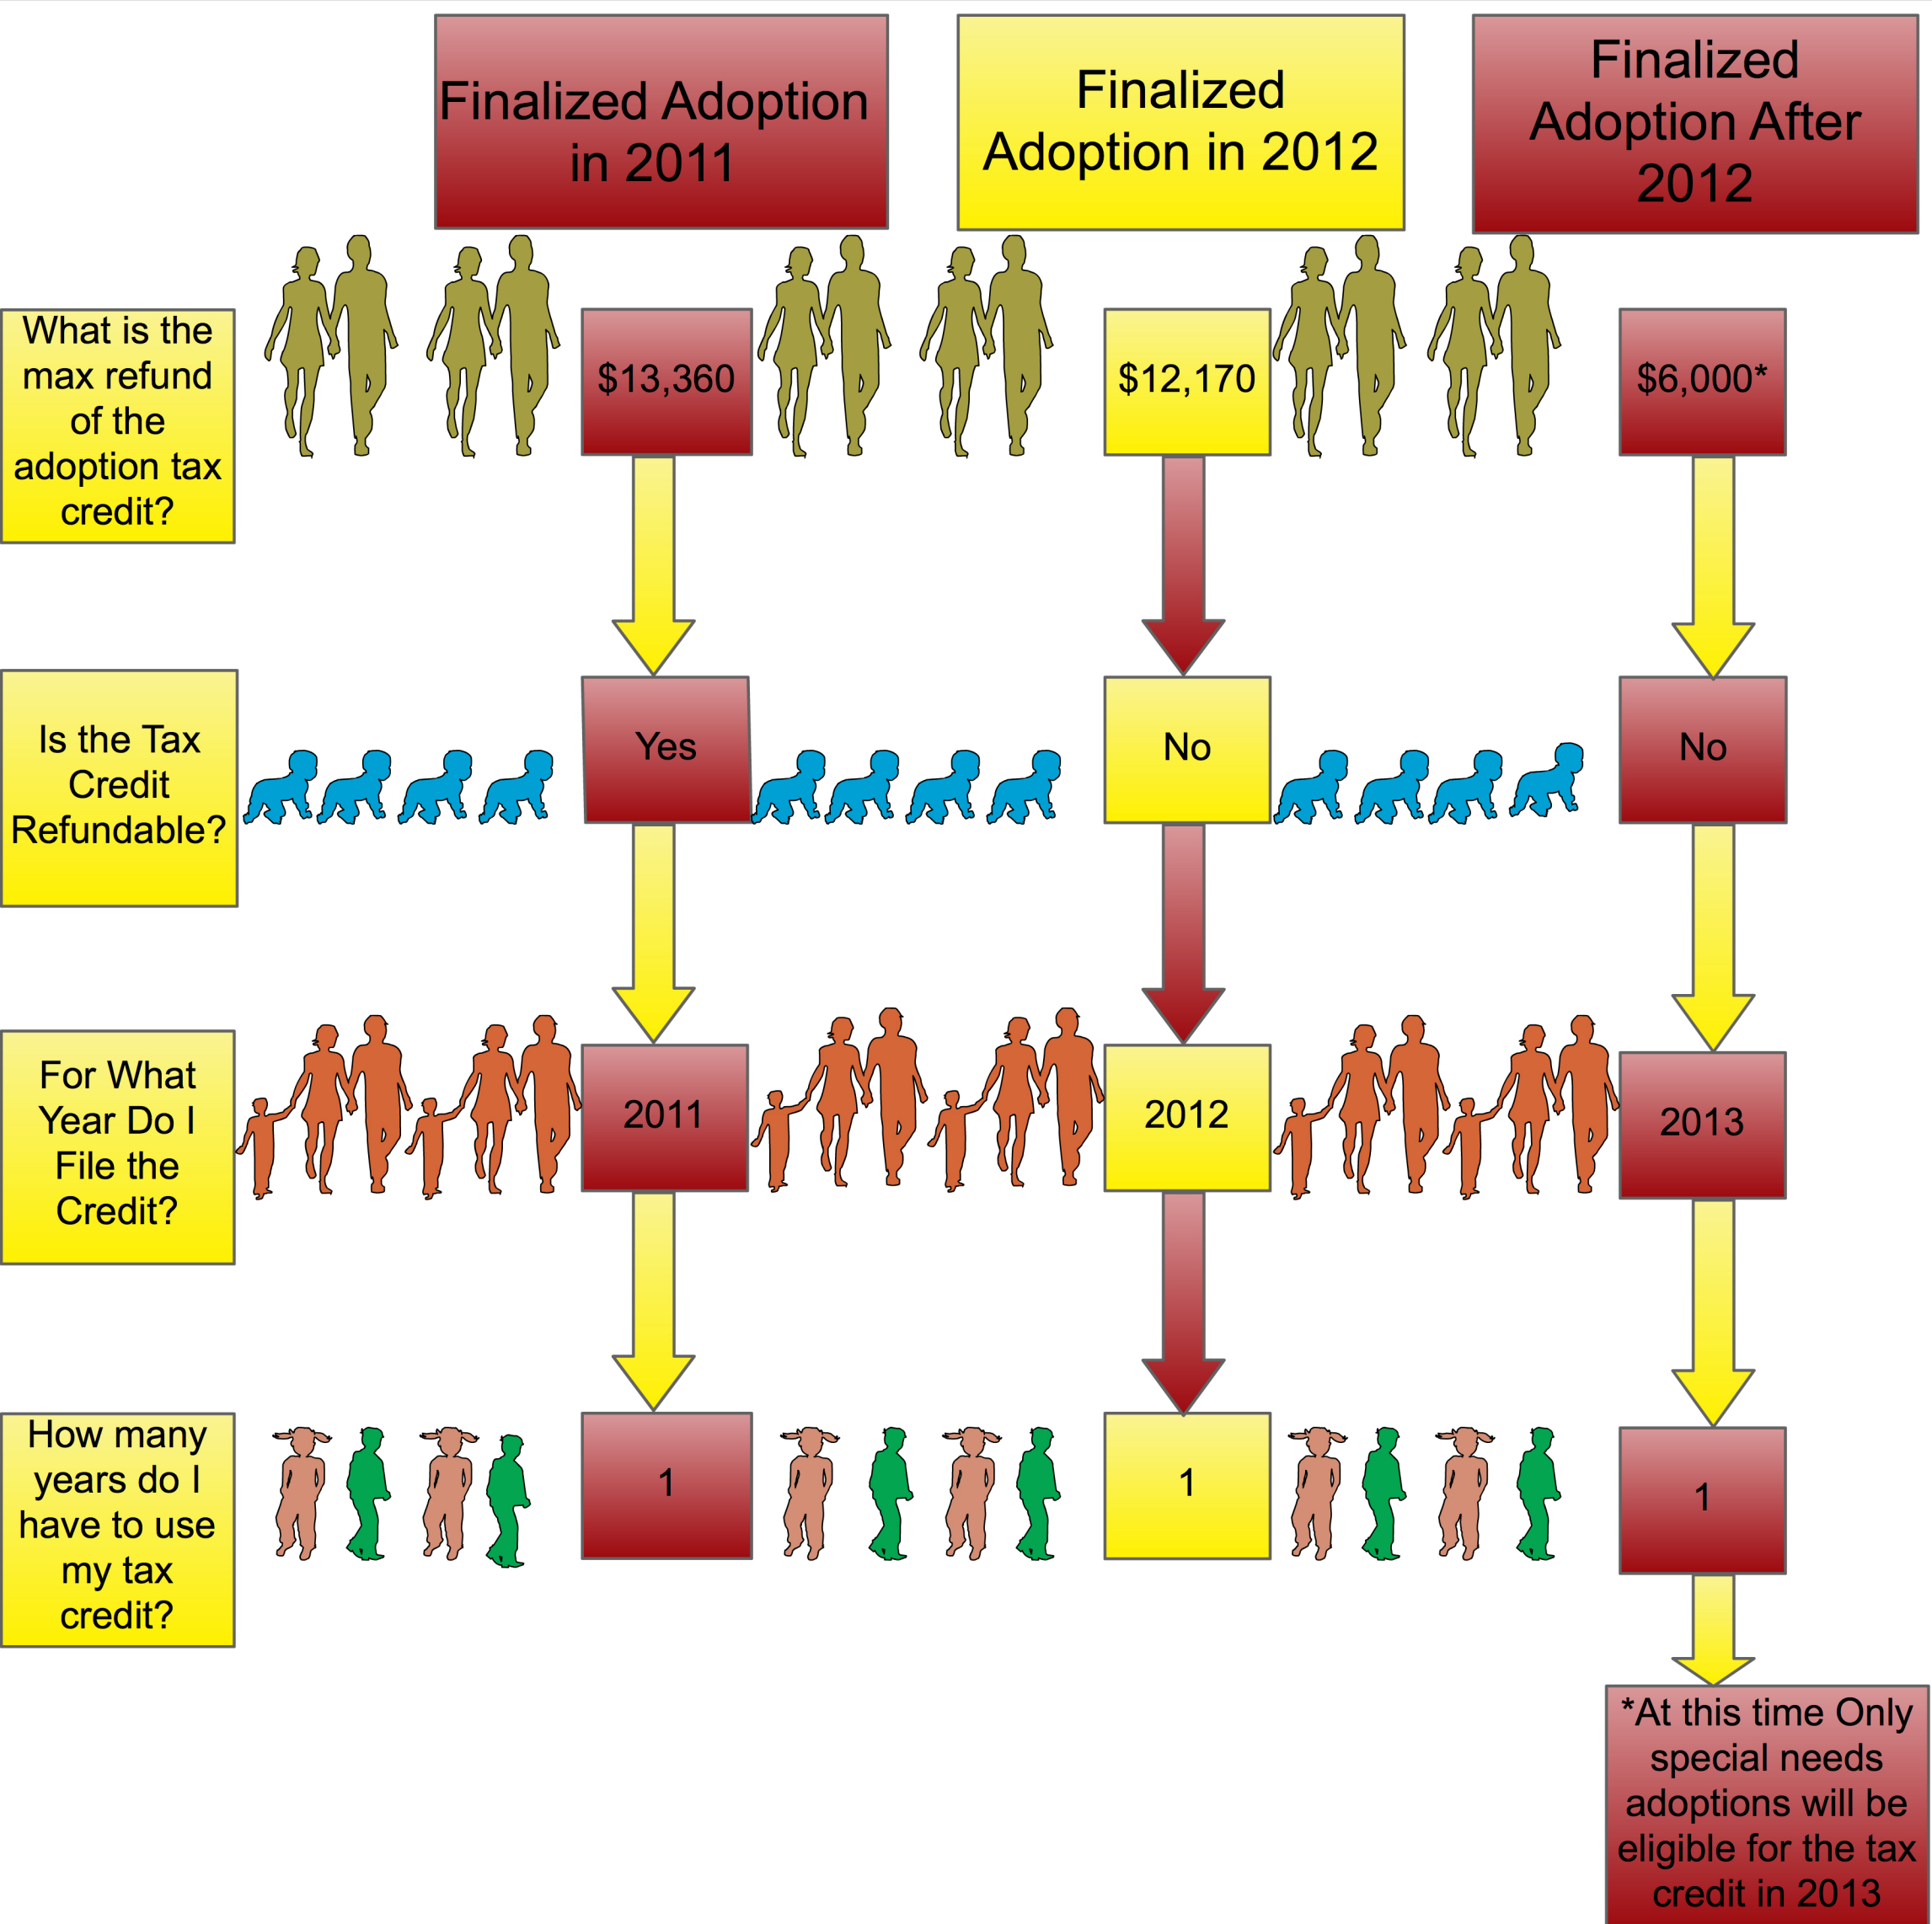 Finalized Adoption
in 2011
Finalized
Adoption in 2012
Finalized
Adoption After
2012
What is the
max refund
of the
adoption tax
credit?
$13,360
$12,170
$6,000*
Is the Tax
Credit
Refundable?
Yes
No
No
For What
Year Do I
File the
Credit?
2011
2012
2013
How many
years do I
have to use
my tax
credit?
1
1
1
*At this time Only
special needs
adoptions will be
eligible for the tax
credit in 2013